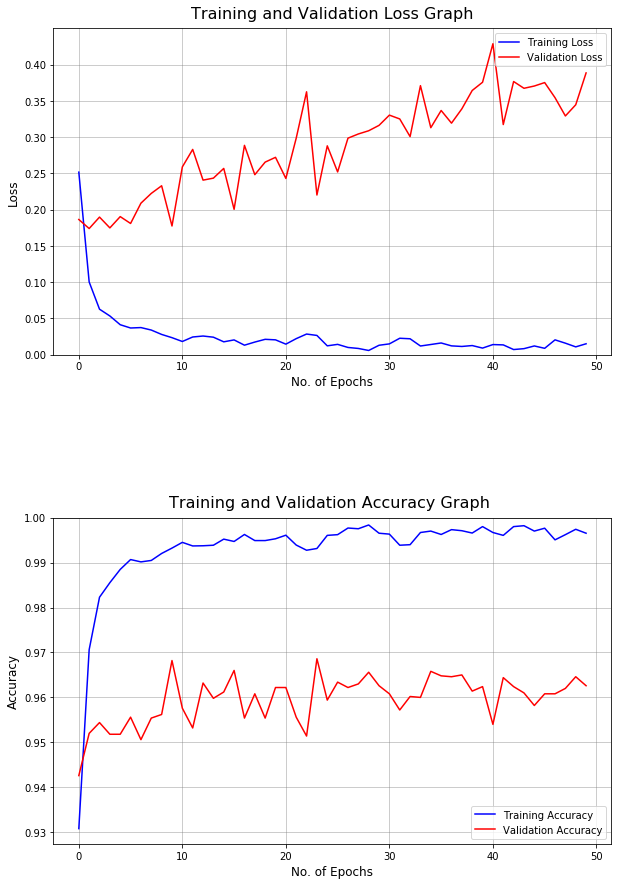 Training and Validation Loss Graph
Training Loss
Validation Loss
0.40
0.35
0.30
0.25
0.20
0.15
0.10
0.05
0.00
Loss
0 10 20 30 40 50
No. of Epochs
Training and Validation Accuracy Graph
1.00
0.99
0.98
0.97
0.96
0.95
0.94
0.93
Accuracy
Training Accuracy
Validation Accuracy
0 10 20 30 40 50
No. of Epochs